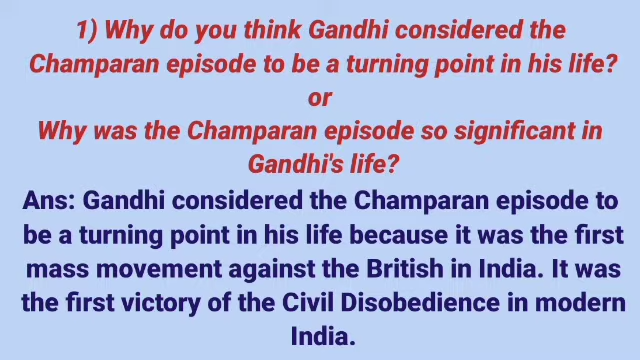 1) Why do you think Gandhi considered the
Champaran episode to be a turning point in his life?
or
Why was the Champaran episode so significant in
Gandhi's life?
Ans: Gandhi considered the Champaran episode to
be a turning point in his life because it was the first
mass movement against the British in India. It was
the first victory of the Civil Disobedience in modern
India.